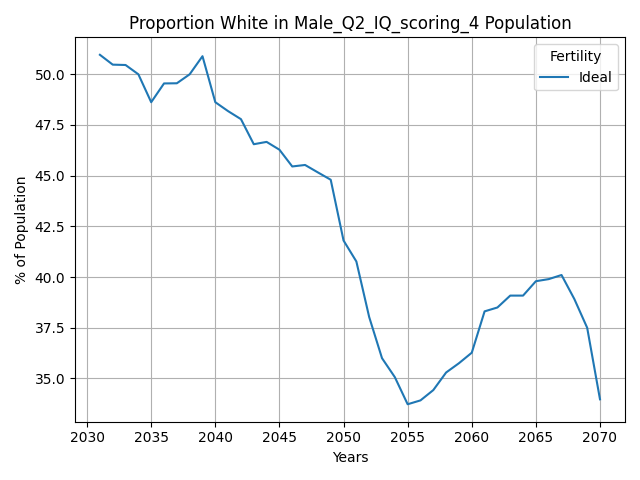 Proportion White in Male_Q2_IQ_scoring_4 Population
Fertility
Ideal
% of Population
50.0
47.5
45.0
42.5
40.0
37.5
35.0
2030 2035 2040 2045 2050 2055 2060 2065 2070
Years